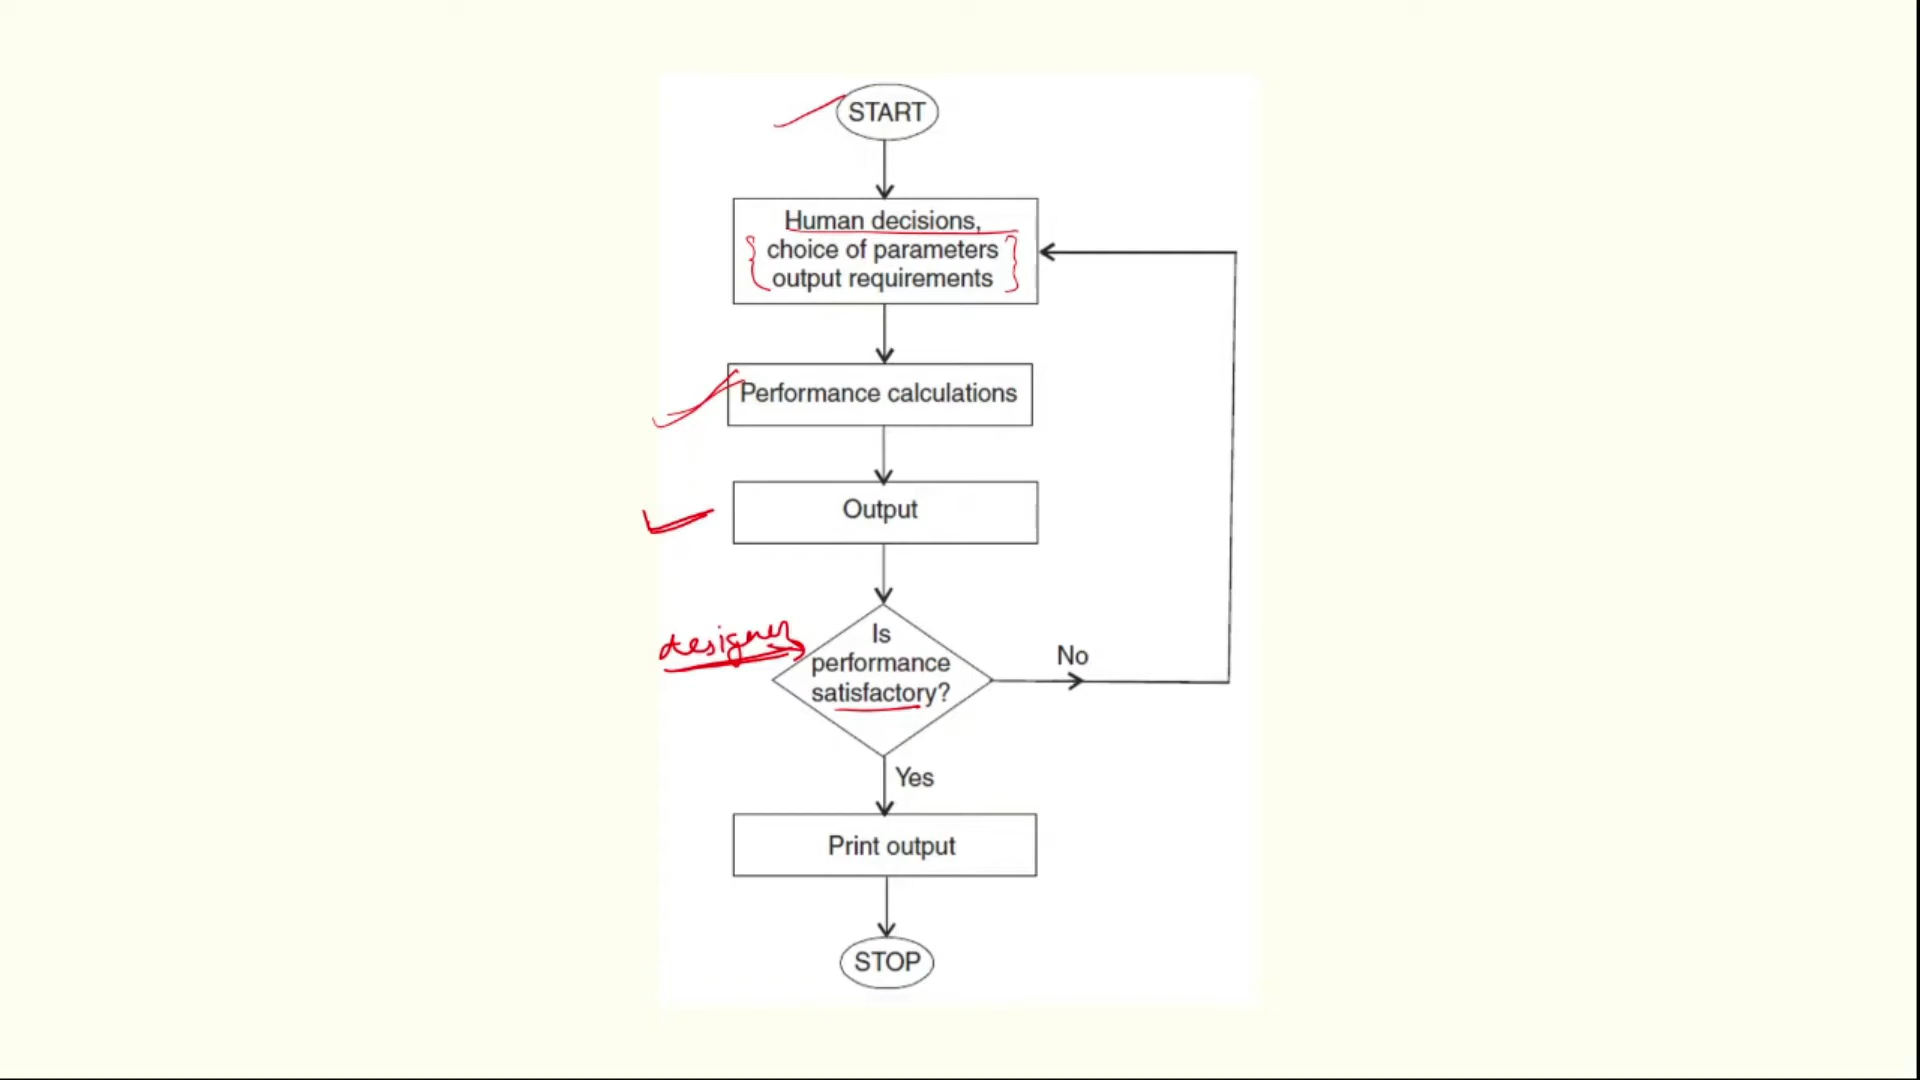 START
Human decisions,
choice of parameters
output requirements
Performance calculations
Output
designer
Is
performance
satisfactory?
No
Yes
Print output
STOP